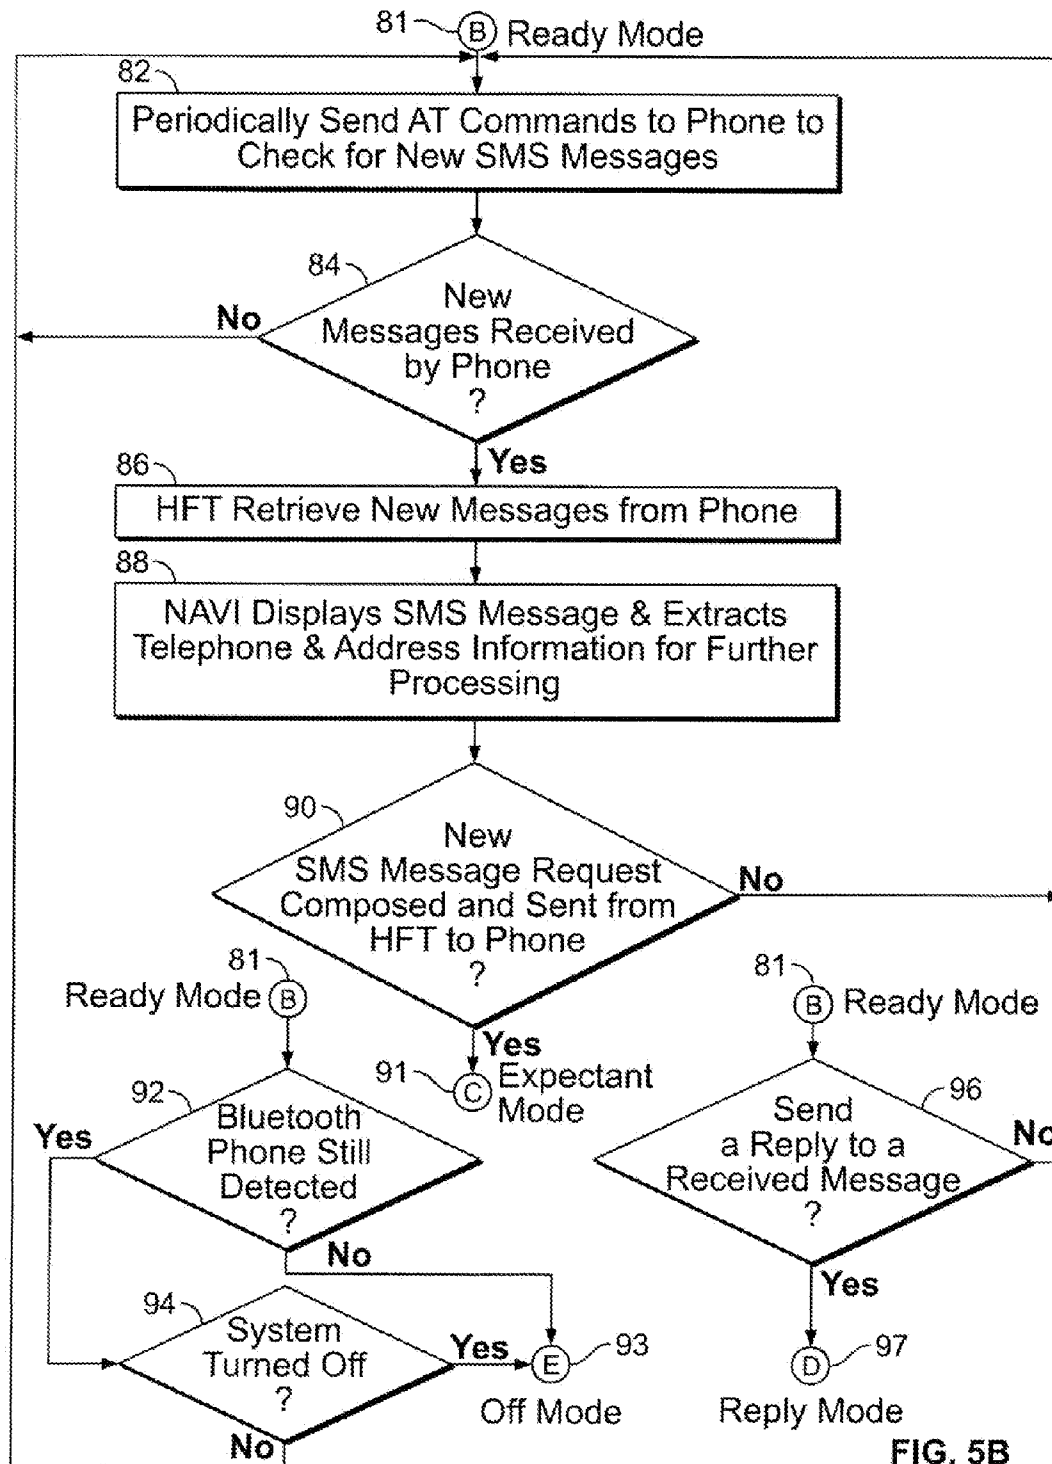 81 B Ready Mode
82
Periodically Send AT Commands to Phone to
Check for New SMS Messages
84
New
Messages Received
by Phone
?
No
Yes
86
HFT Retrieve New Messages from Phone
88
NAVI Displays SMS Message & Extracts
Telephone & Address Information for Further
Processing
90
New
SMS Message Request
Composed and Sent from
HFT to Phone
?
No
Yes
91 C Expectant
Mode
81
Ready Mode B
92
Bluetooth
Phone Still
Detected
?
Yes
No
94
System
Turned Off
?
Yes
No
E 93
Off Mode
81
B Ready Mode
96
Send
a Reply to a
Received Message
?
No
Yes
D 97
Reply Mode
FIG. 5B